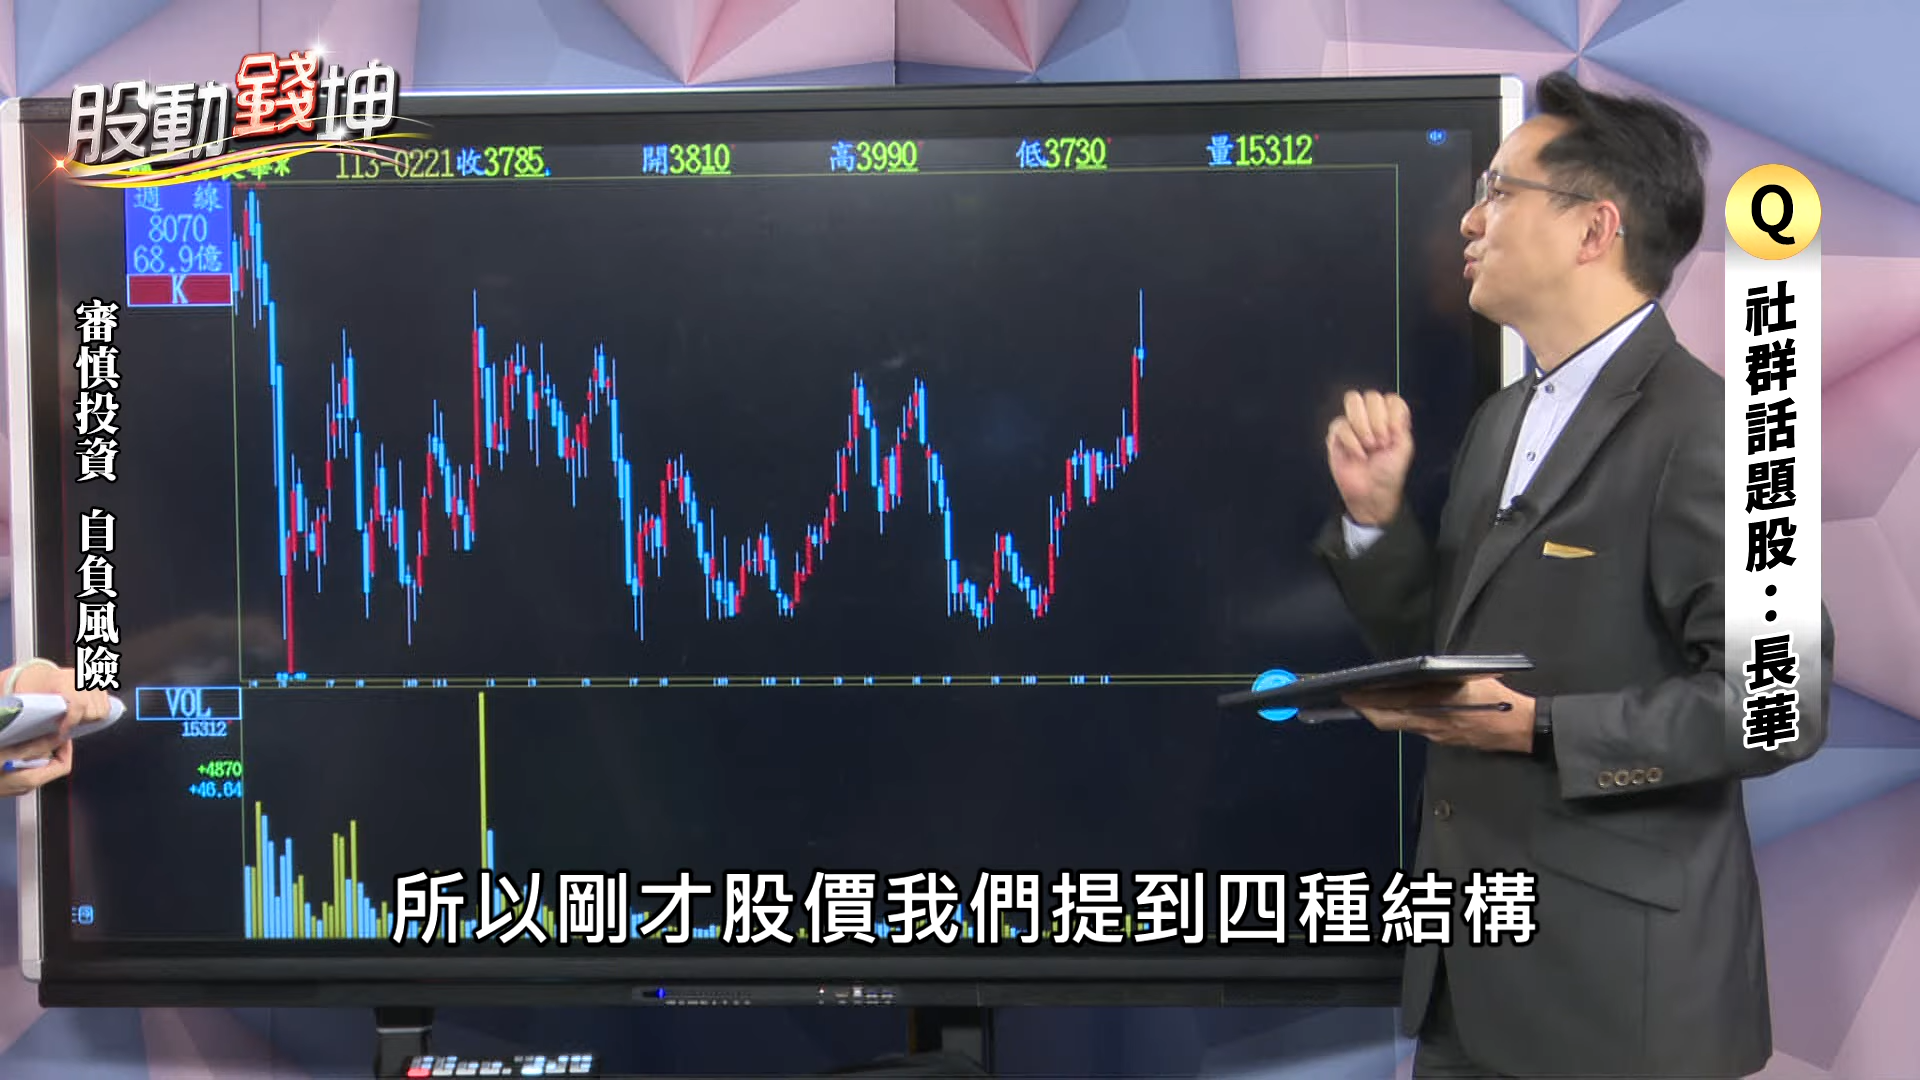 股動錢坤
113-0221 收3785 開3810 高3990 低3730 量15312
週線
8070
68.9億
K
審慎投資 自負風險
Q
社群話題股:長華
VOL
15312
+4870
+46.64
所以剛才股價我們提到四種結構